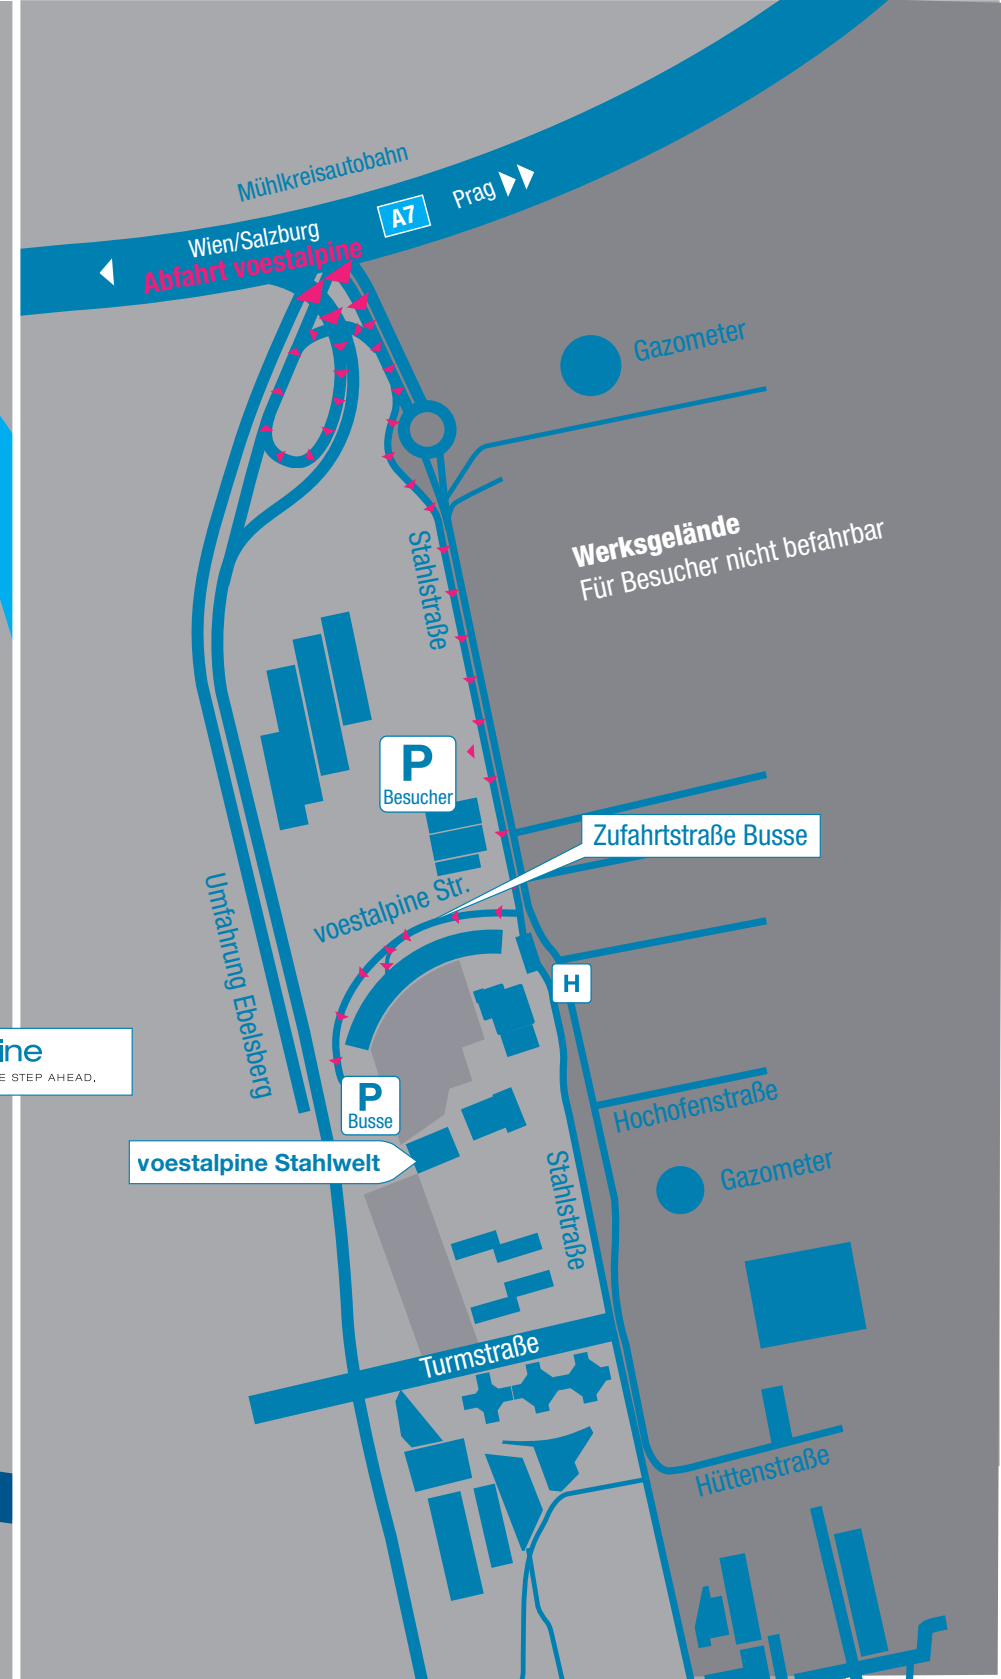 Mühlkreisautobahn
A7
Prag
Wien/Salzburg
Abfahrt voestalpine
Gazometer
Werksgelände
Für Besucher nicht befahrbar
Stahlstraße
P
Besucher
Zufahrtstraße Busse
voestalpine Str.
Umfahrung Ebelsberg
H
ine
E STEP AHEAD.
P
Busse
Hochofenstraße
voestalpine Stahlwelt
Stahlstraße
Gazometer
Turmstraße
Hüttenstraße